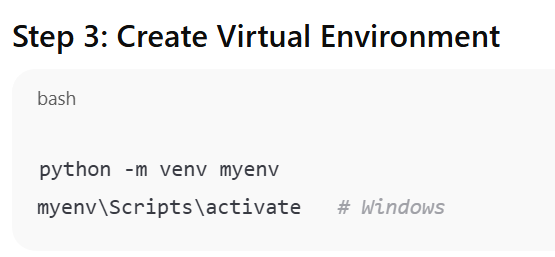 Step 3: Create Virtual Environment
bash
python -m venv myenv
myenv\Scripts\activate   # Windows